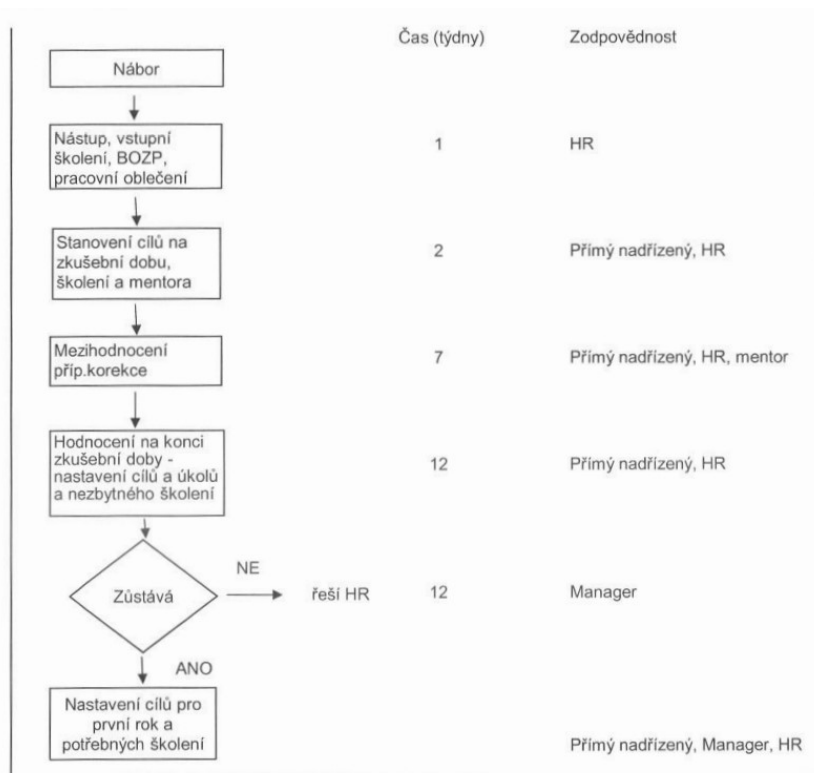 Čas (týdny) Zodpovědnost
Nábor
Nástup, vstupní
školení, BOZP,
pracovní oblečení
1 HR
Stanovení cílů na
zkušební dobu,
školení a mentora
2 Přímý nadřízený, HR
Mezihodnocení
příp.korekce
7 Přímý nadřízený, HR, mentor
Hodnocení na konci
zkušební doby -
nastavení cílů a úkolů
a nezbytného školení
12 Přímý nadřízený, HR
NE
Zůstává
řeší HR 12 Manager
ANO
Nastavení cílů pro
první rok a
potřebných školení
Přímý nadřízený, Manager, HR